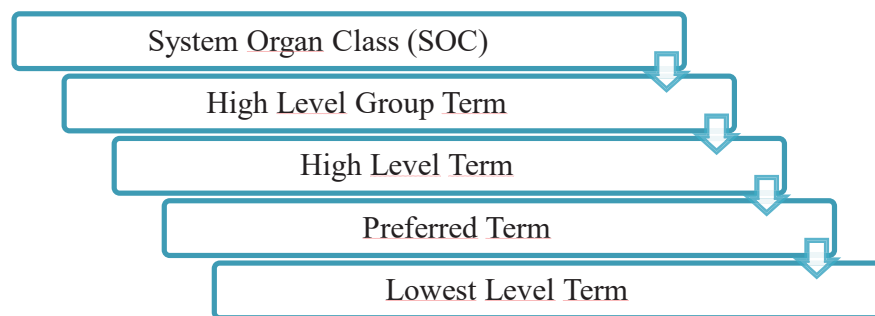 System Organ Class (SOC)
High Level Group Term
High Level Term
Preferred Term
Lowest Level Term